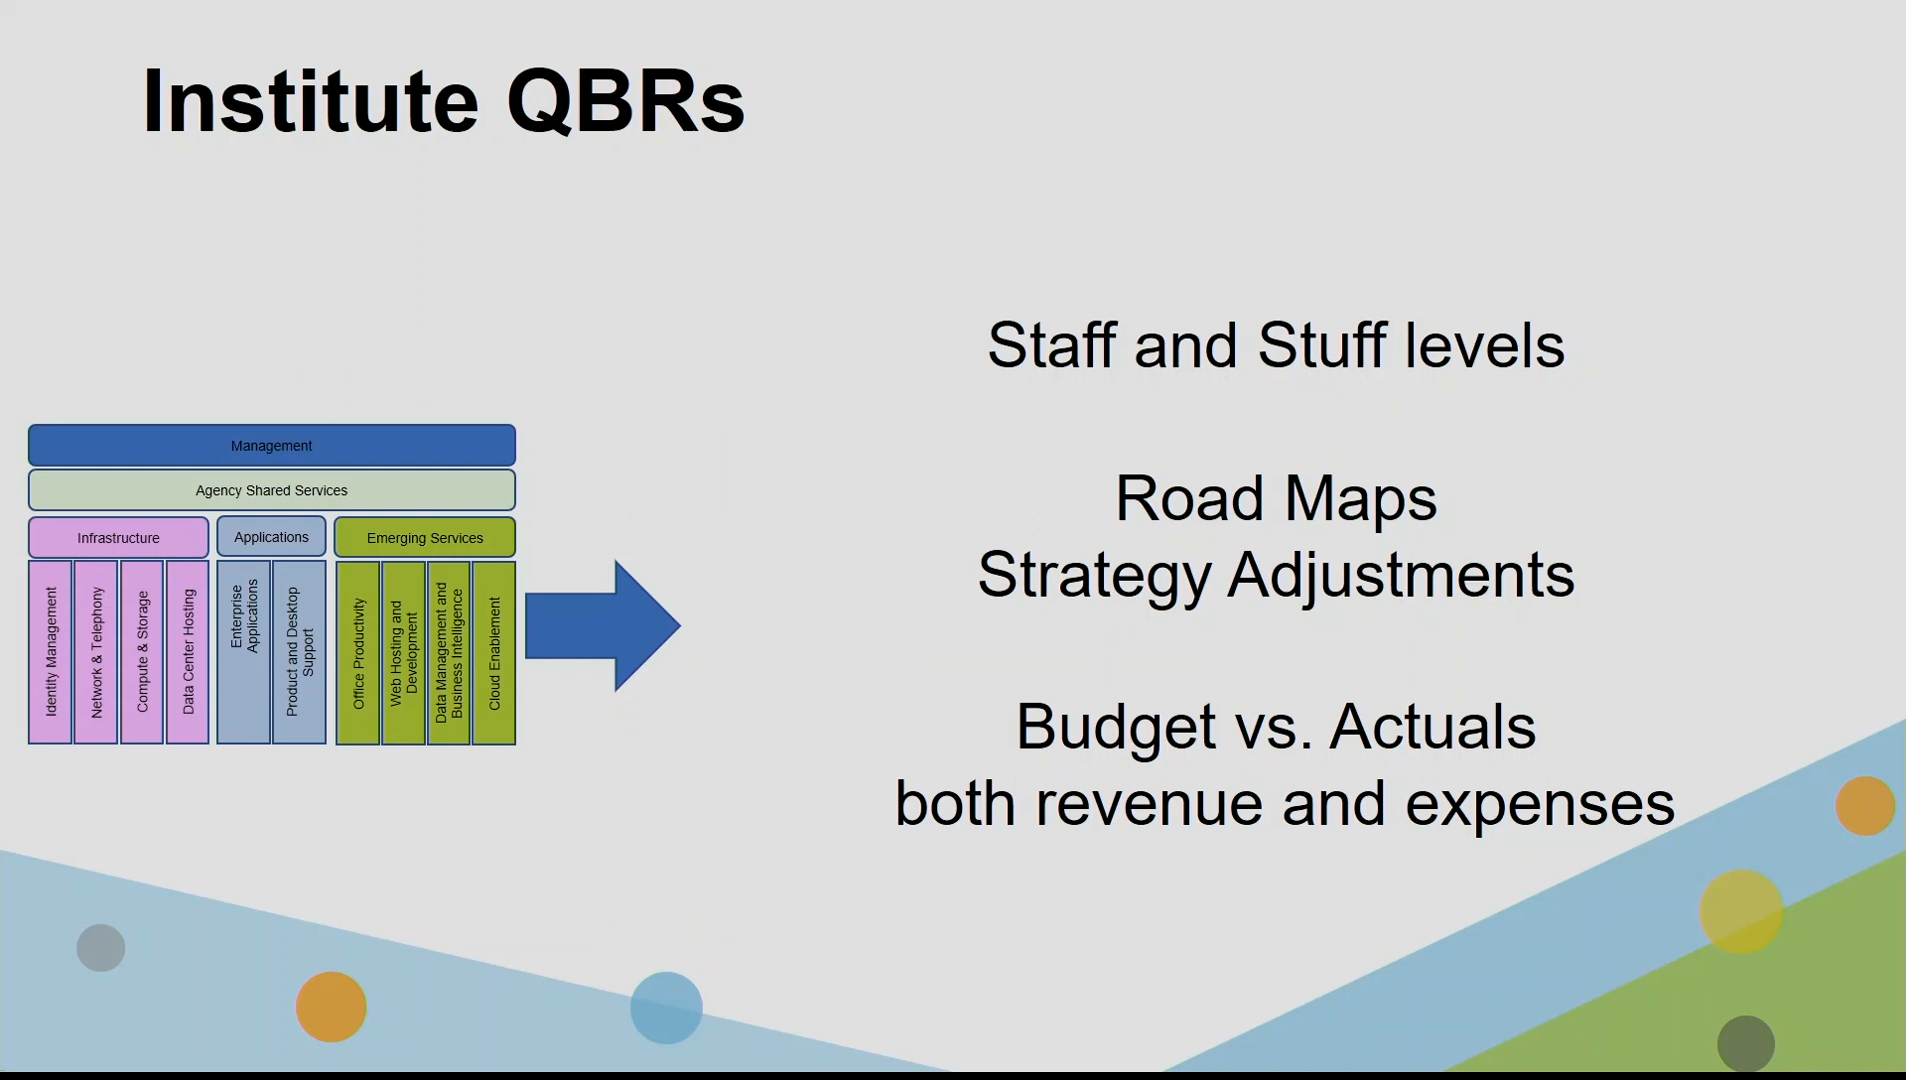 Institute QBRs
Management
Agency Shared Services
Infrastructure
Applications
Emerging Services
Identity Management
Network & Telephony
Compute & Storage
Data Center Hosting
Enterprise
Applications
Product and Desktop
Support
Office Productivity
Web Hosting and
Development
Data Management and
Business Intelligence
Cloud Enablement
Staff and Stuff levels
Road Maps
Strategy Adjustments
Budget vs. Actuals
both revenue and expenses